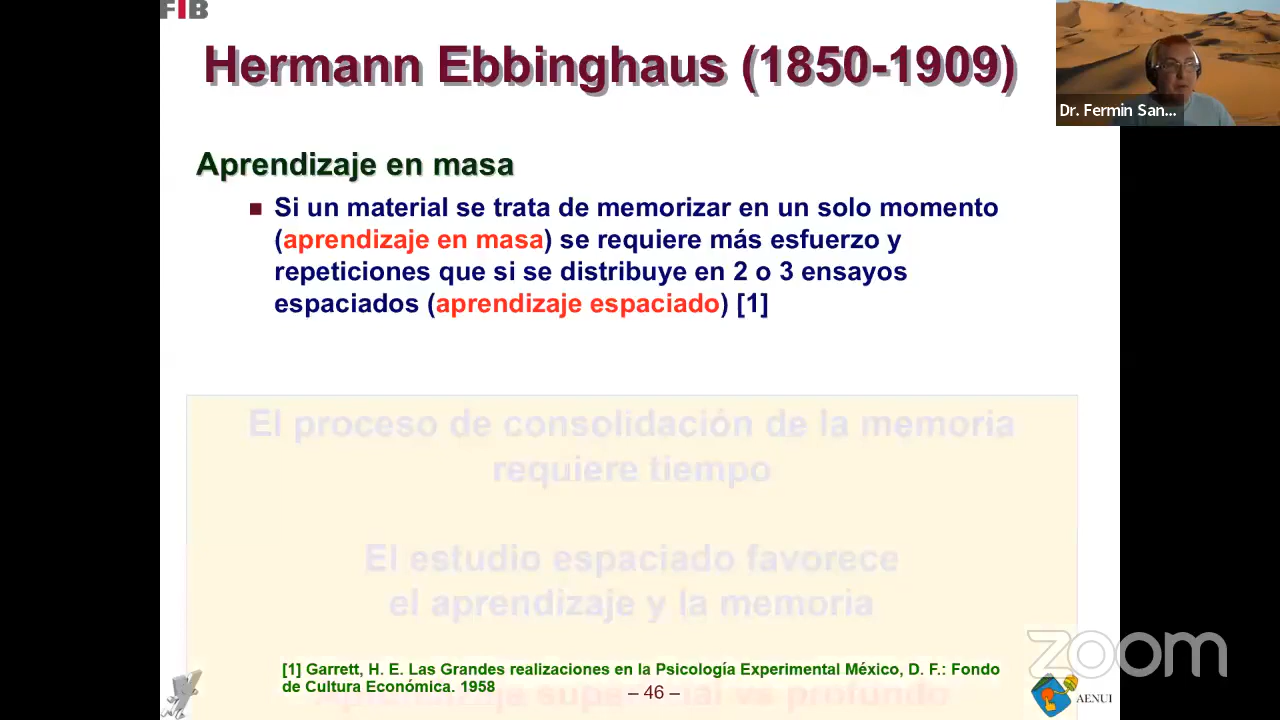 FIB
Hermann Ebbinghaus (1850-1909)
Dr. Fermin San...
Aprendizaje en masa
Si un material se trata de memorizar en un solo momento
(aprendizaje en masa) se requiere más esfuerzo y
repeticiones que si se distribuye en 2 o 3 ensayos
espaciados (aprendizaje espaciado) [1]
El proceso de consolidación de la memoria
requiere tiempo
El estudio espaciado favorece
el aprendizaje y la memoria
[1] Garrett, H. E. Las Grandes realizaciones en la Psicología Experimental México, D. F.: Fondo
de Cultura Económica. 1958
– 46 –
superficial vs profundo
zoom
AENUI